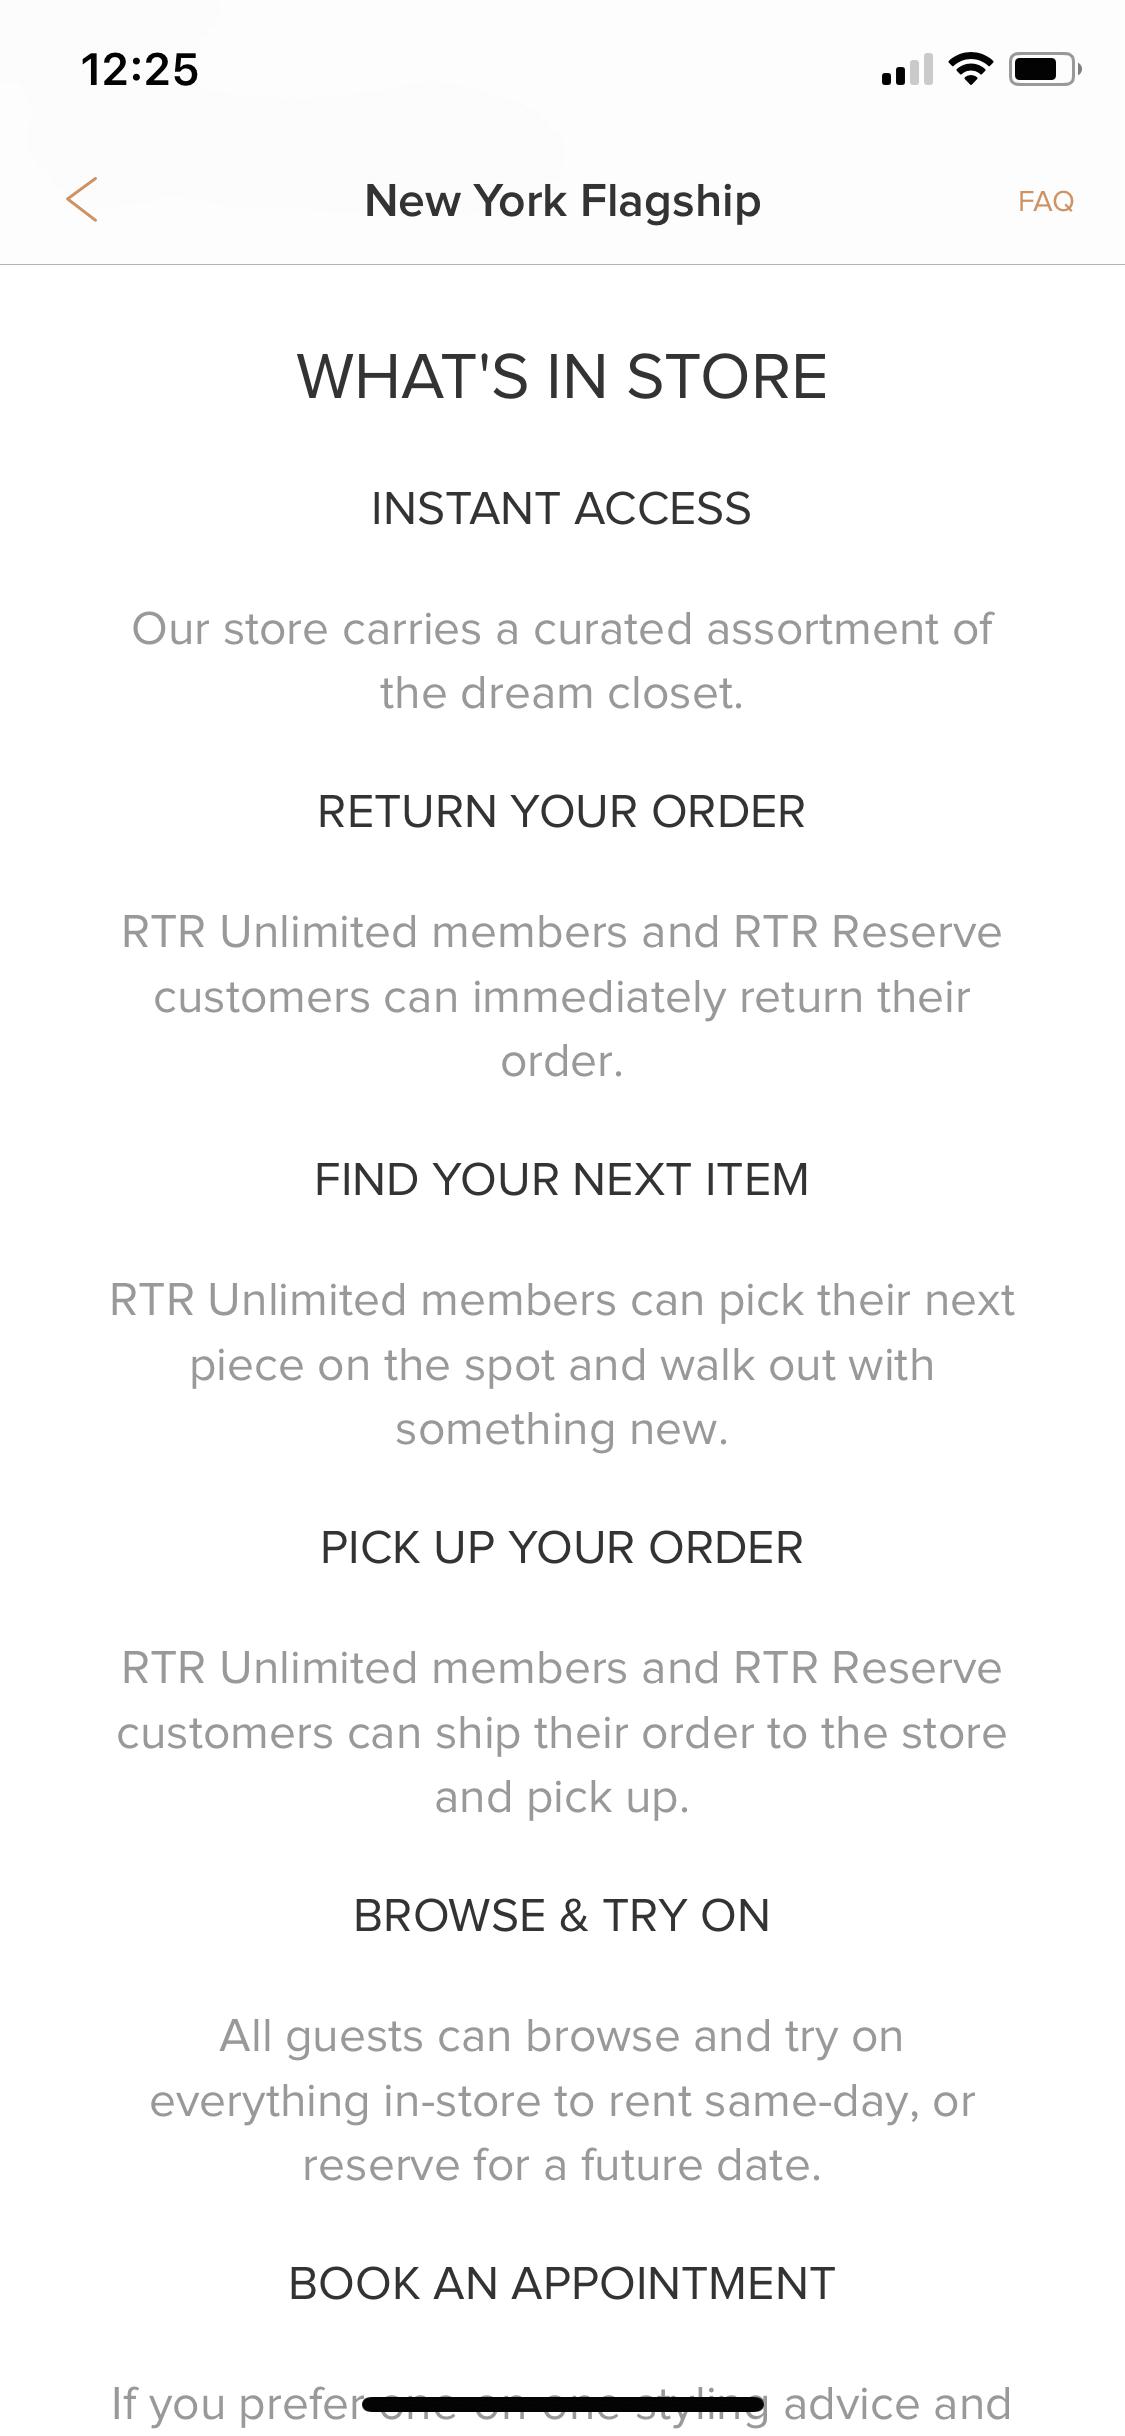 12:25
New York Flagship
FAQ
WHAT'S IN STORE
INSTANT ACCESS
Our store carries a curated assortment of
the dream closet.
RETURN YOUR ORDER
RTR Unlimited members and RTR Reserve
customers can immediately return their
order.
FIND YOUR NEXT ITEM
RTR Unlimited members can pick their next
piece on the spot and walk out with
something new.
PICK UP YOUR ORDER
RTR Unlimited members and RTR Reserve
customers can ship their order to the store
and pick up.
BROWSE & TRY ON
All guests can browse and try on
everything in-store to rent same-day, or
reserve for a future date.
BOOK AN APPOINTMENT
If you prefer one on one styling advice and